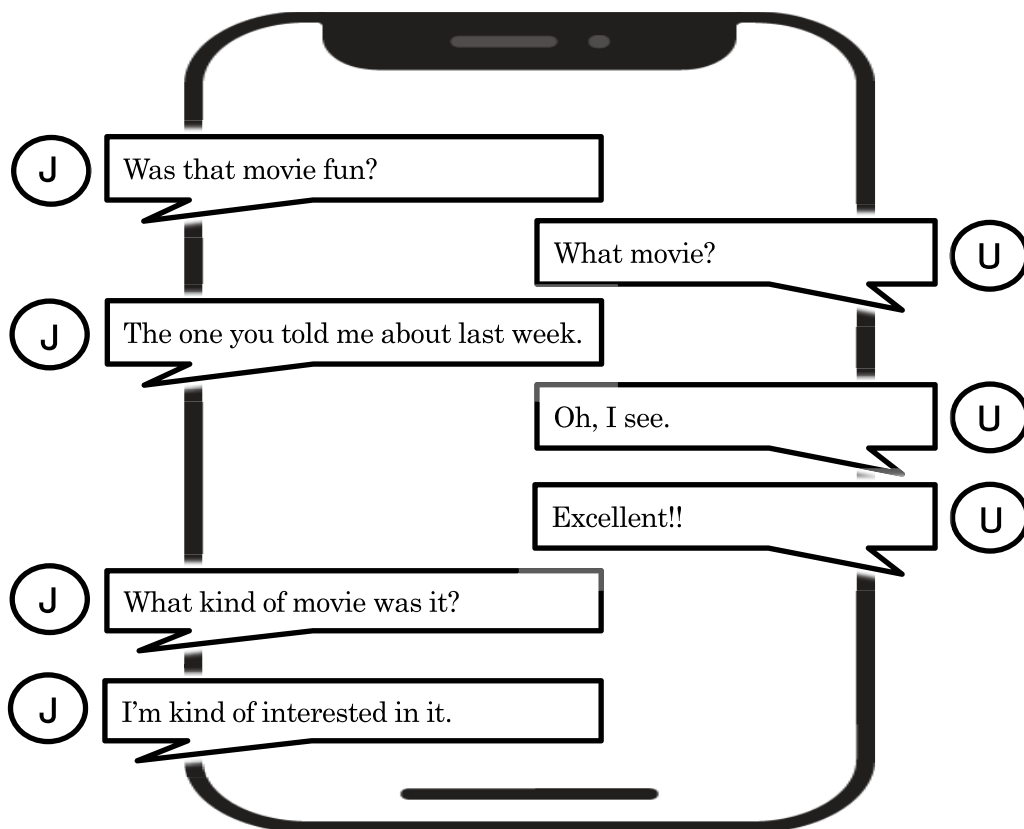 J
Was that movie fun?
What movie?
U
J
The one you told me about last week.
Oh, I see.
U
Excellent!!
U
J
What kind of movie was it?
J
I'm kind of interested in it.